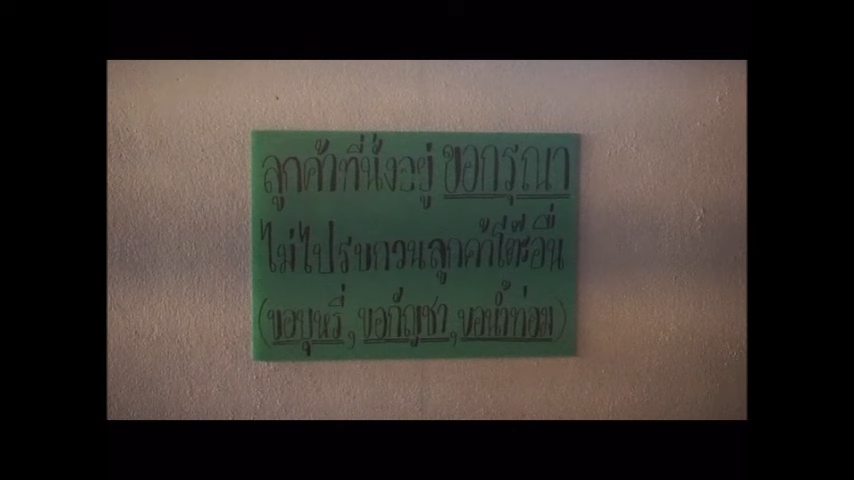 ลูกค้าที่นั่งอยู่ ขอกรุณา
ไม่ไปรบกวนลูกค้าโต๊ะอื่น
(ขอบุหรี่, ขอกัญชา, ขอน้ำท่อม)